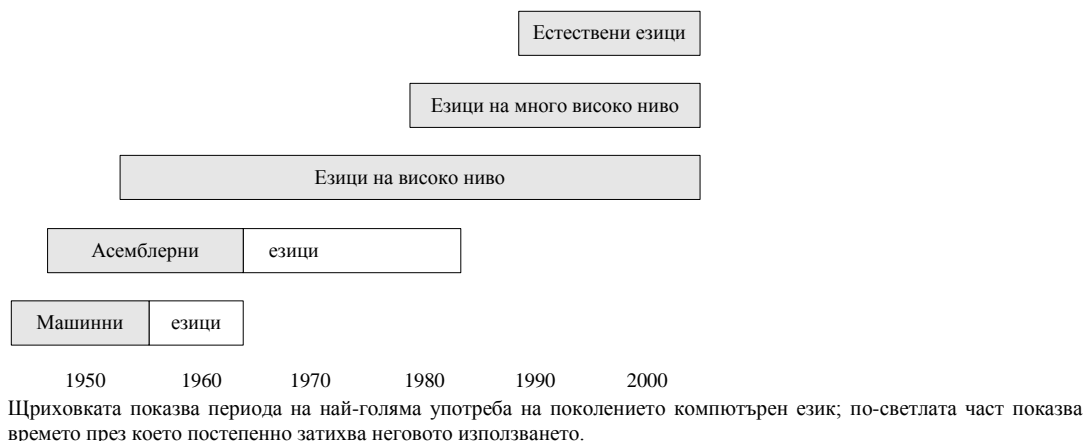 Естествени езици
Езици на много високо ниво
Езици на високо ниво
Асемблерни езици
Машинни езици
1950 1960 1970 1980 1990 2000
Щриховката показва периода на най-голяма употреба на поколението компютърен език; по-светлата част показва
времето през което постепенно затихва неговото използването.